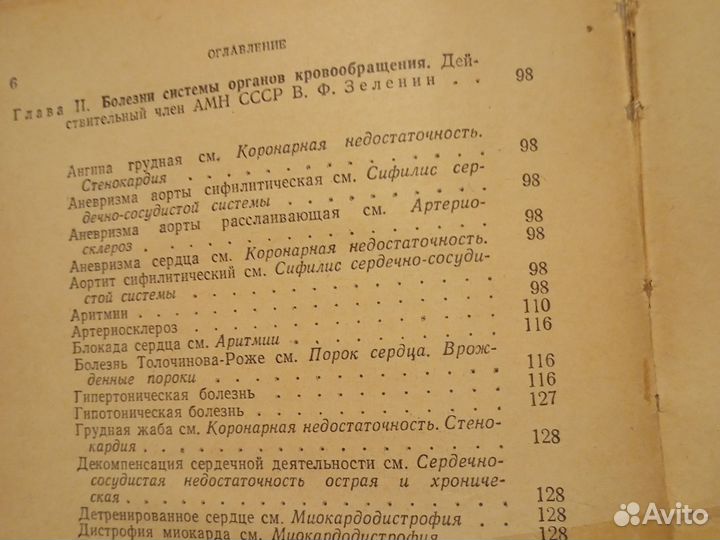 ОГЛАВЛЕНИЕ
6
Глава II. Болезни системы органов кровообращения. Дей-
ствительный член АМН СССР В. Ф. Зеленин . . 98
Ангина грудная см. Коронарная недостаточность.
Стенокардия . . . . . . . . . . . 98
Аневризма аорты сифилитическая см. Сифилис сер-
дечно-сосудистой системы . . . . . . . . 98
Аневризма аорты расслаивающая см. Артерио-
склероз . . . . . . . . . . . . . 98
Аневризма сердца см. Коронарная недостаточность. 98
Аортит сифилитический см. Сифилис сердечно-сосуди-
стой системы . . . . . . . . . . . 98
Аритмии . . . . . . . . . . . . . 98
Артериосклероз . . . . . . . . . . . 110
Блокада сердца см. Аритмии . . . . . . . 116
Болезнь Толочинова-Роже см. Порок сердца. Врож-
денные пороки . . . . . . . . . . . 116
Гипертоническая болезнь . . . . . . . . 116
Гипотоническая болезнь . . . . . . . . . 127
Грудная жаба см. Коронарная недостаточность. Стено-
кардия . . . . . . . . . . . . . 128
Декомпенсация сердечной деятельности см. Сердечно-
сосудистая недостаточность острая и хрониче-
ская . . . . . . . . . . . . . . 128
Детренированное сердце см. Миокардодистрофия . 128
Дистрофия миокарда см. Миокардодистрофия . . 128
Avito